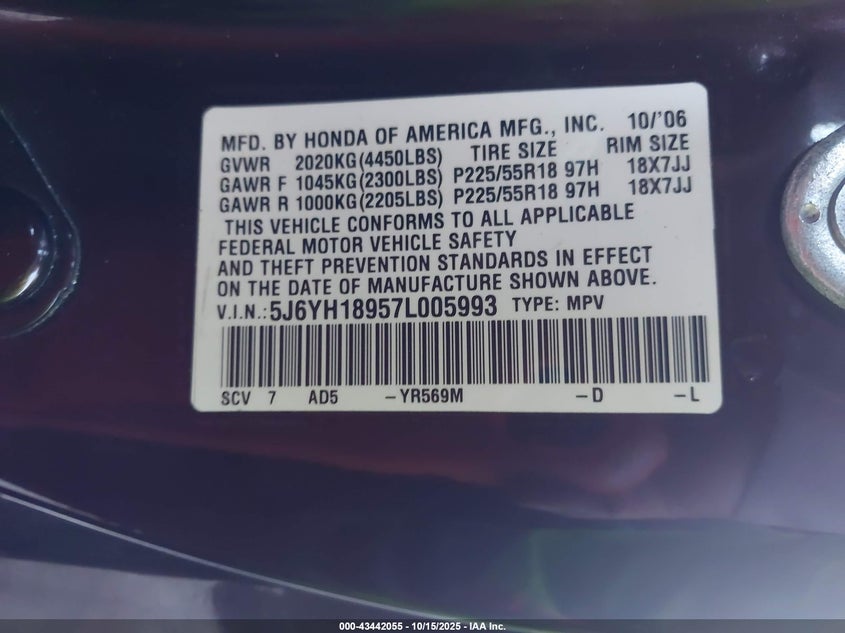 MFD. BY HONDA OF AMERICA MFG., INC. 10/'06
GVWR 2020KG(4450LBS) TIRE SIZE RIM SIZE
GAWR F 1045KG(2300LBS) P225/55R18 97H 18X7JJ
GAWR R 1000KG(2205LBS) P225/55R18 97H 18X7JJ
THIS VEHICLE CONFORMS TO ALL APPLICABLE
FEDERAL MOTOR VEHICLE SAFETY
AND THEFT PREVENTION STANDARDS IN EFFECT
ON THE DATE OF MANUFACTURE SHOWN ABOVE.
V.I.N.:5J6YH18957L005993 TYPE: MPV
SCV 7 AD5 -YR569M -D -L
000-43442055 - 10/15/2025 - IAA Inc.